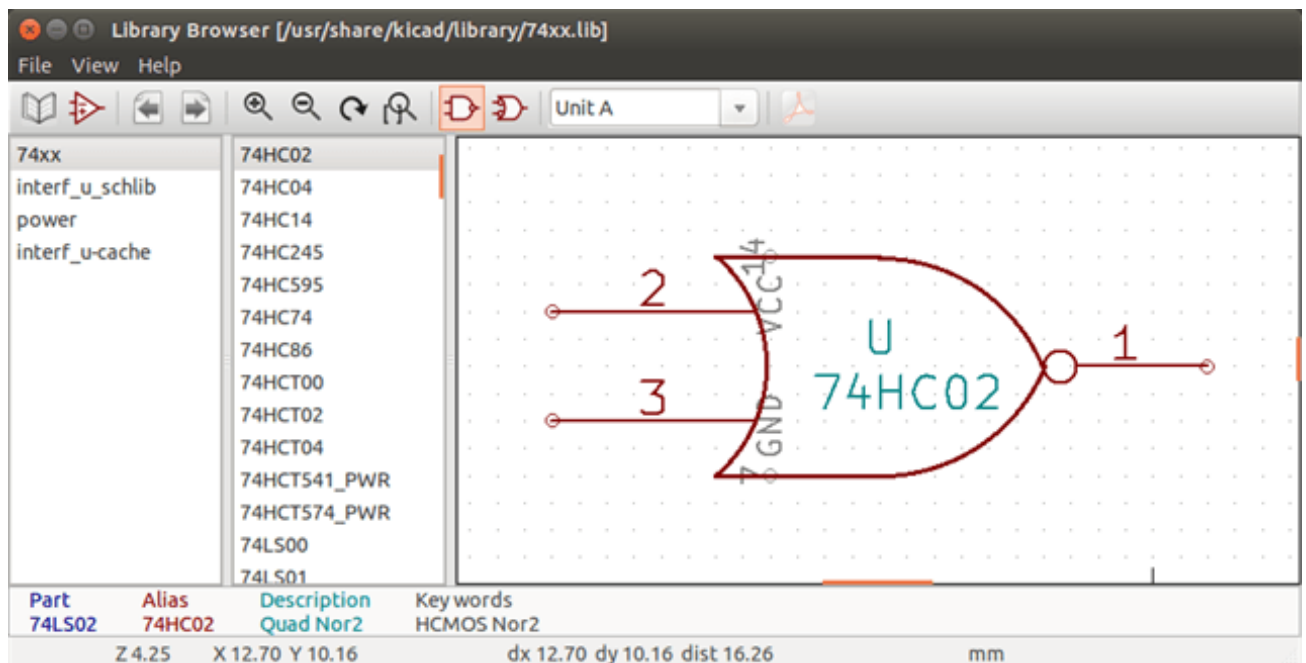 Library Browser [/usr/share/kicad/library/74xx.lib]
File View Help
Unit A
74xx
interf_u_schlib
power
interf_u-cache
74HC02
74HC04
74HC14
74HC245
74HC595
74HC74
74HC86
74HCT00
74HCT02
74HCT04
74HCT541_PWR
74HCT574_PWR
74LS00
74LS01
14
VCC
2
3
GND
7
U
74HC02
1
Part Alias Description Key words
74LS02 74HC02 Quad Nor2 HCMOS Nor2
Z 4.25 X 12.70 Y 10.16 dx 12.70 dy 10.16 dist 16.26 mm